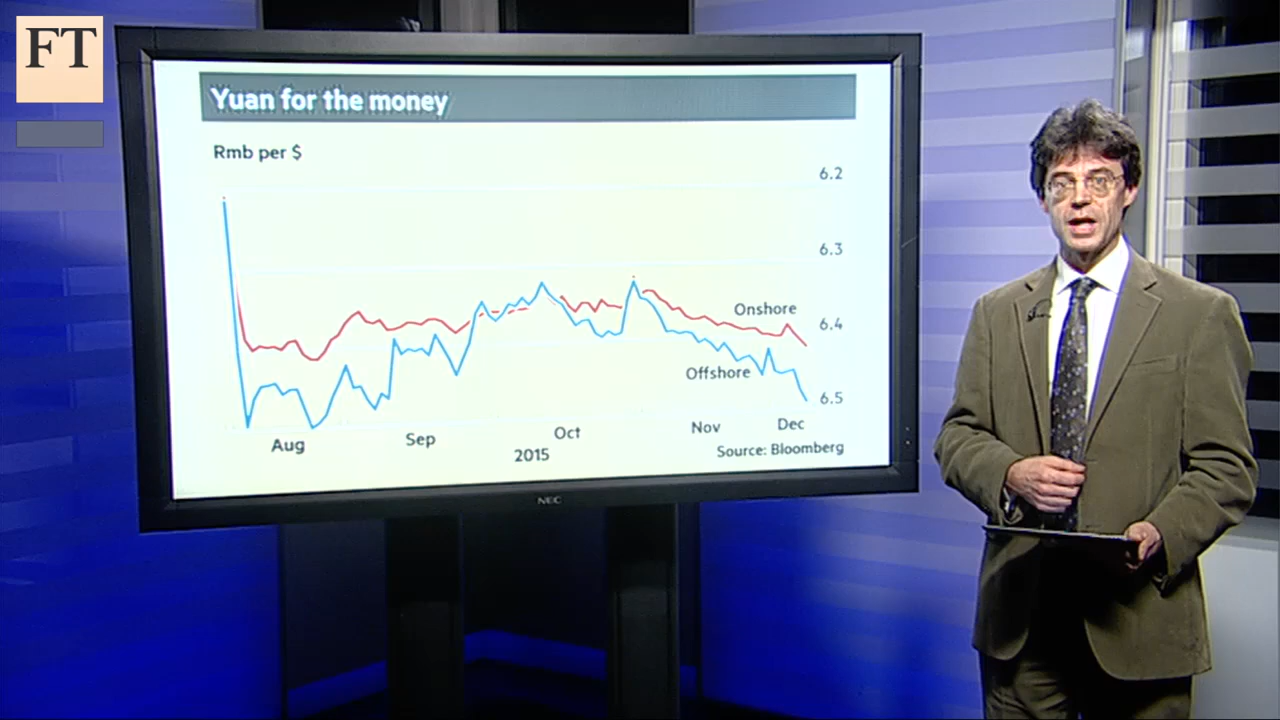 FT
Yuan for the money
Rmb per $
6.2
6.3
Onshore
6.4
Offshore
6.5
Aug
Sep
Oct
Nov
Dec
2015
Source: Bloomberg
NEC